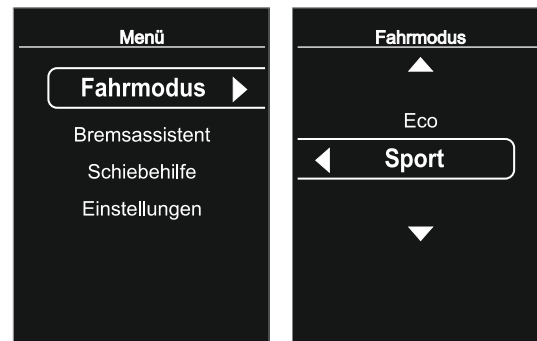 Menü
Fahrmodus
Bremsassistent
Schiebehilfe
Einstellungen
Fahrmodus
Eco
Sport